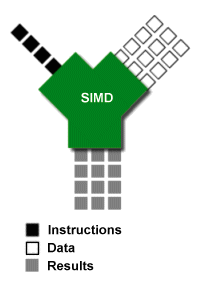 SIMD
Instructions
Data
Results